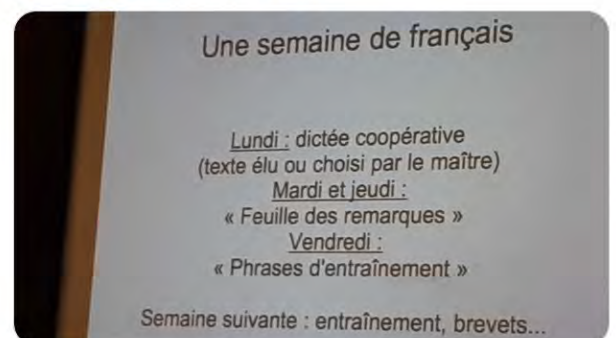 Une semaine de français
Lundi : dictée coopérative
(texte élu ou choisi par le maître)
Mardi et jeudi :
« Feuille des remarques »
Vendredi :
« Phrases d'entraînement »
Semaine suivante : entraînement, brevets...